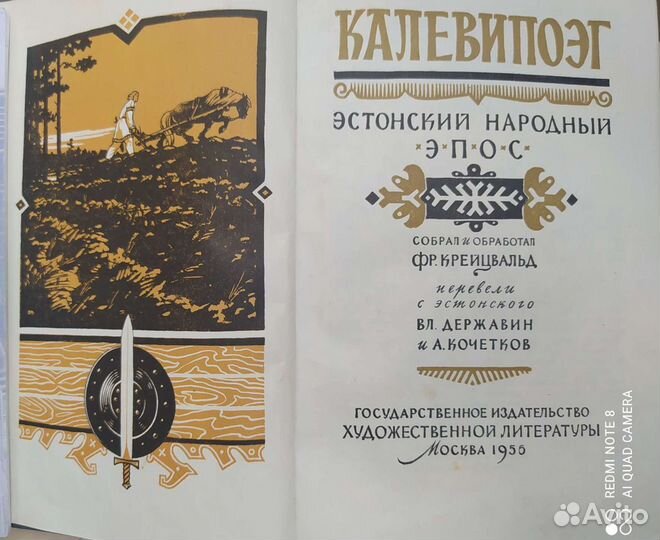 КАЛЕВИПОЭГ
ЭСТОНСКИЙ НАРОДНЫЙ
·Э·П·О·С·
СОБРАЛ И ОБРАБОТАЛ
ФР. КРЕЙЦВАЛЬД
перевели
с эстонского
ВЛ. ДЕРЖАВИН
и А. КОЧЕТКОВ
ГОСУДАРСТВЕННОЕ ИЗДАТЕЛЬСТВО
ХУДОЖЕСТВЕННОЙ ЛИТЕРАТУРЫ
МОСКВА 1956
REDMI NOTE 8
AI QUAD CAMERA
Avito